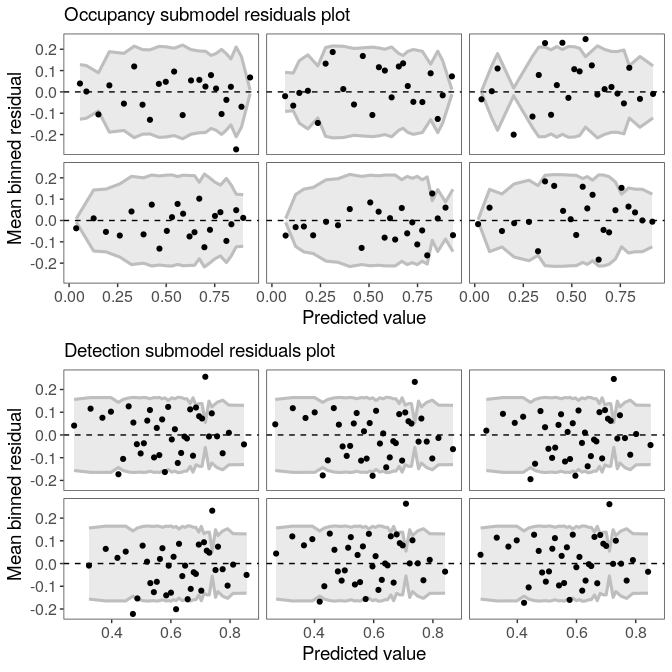 Occupancy submodel residuals plot
Mean binned residual
0.2
0.1
0.0
-0.1
-0.2
0.2
0.1
0.0
-0.1
-0.2
0.00 0.25 0.50 0.75 0.00 0.25 0.50 0.75 0.00 0.25 0.50 0.75
Predicted value
Detection submodel residuals plot
Mean binned residual
0.2
0.1
0.0
-0.1
-0.2
0.2
0.1
0.0
-0.1
-0.2
0.4 0.6 0.8 0.4 0.6 0.8 0.4 0.6 0.8
Predicted value